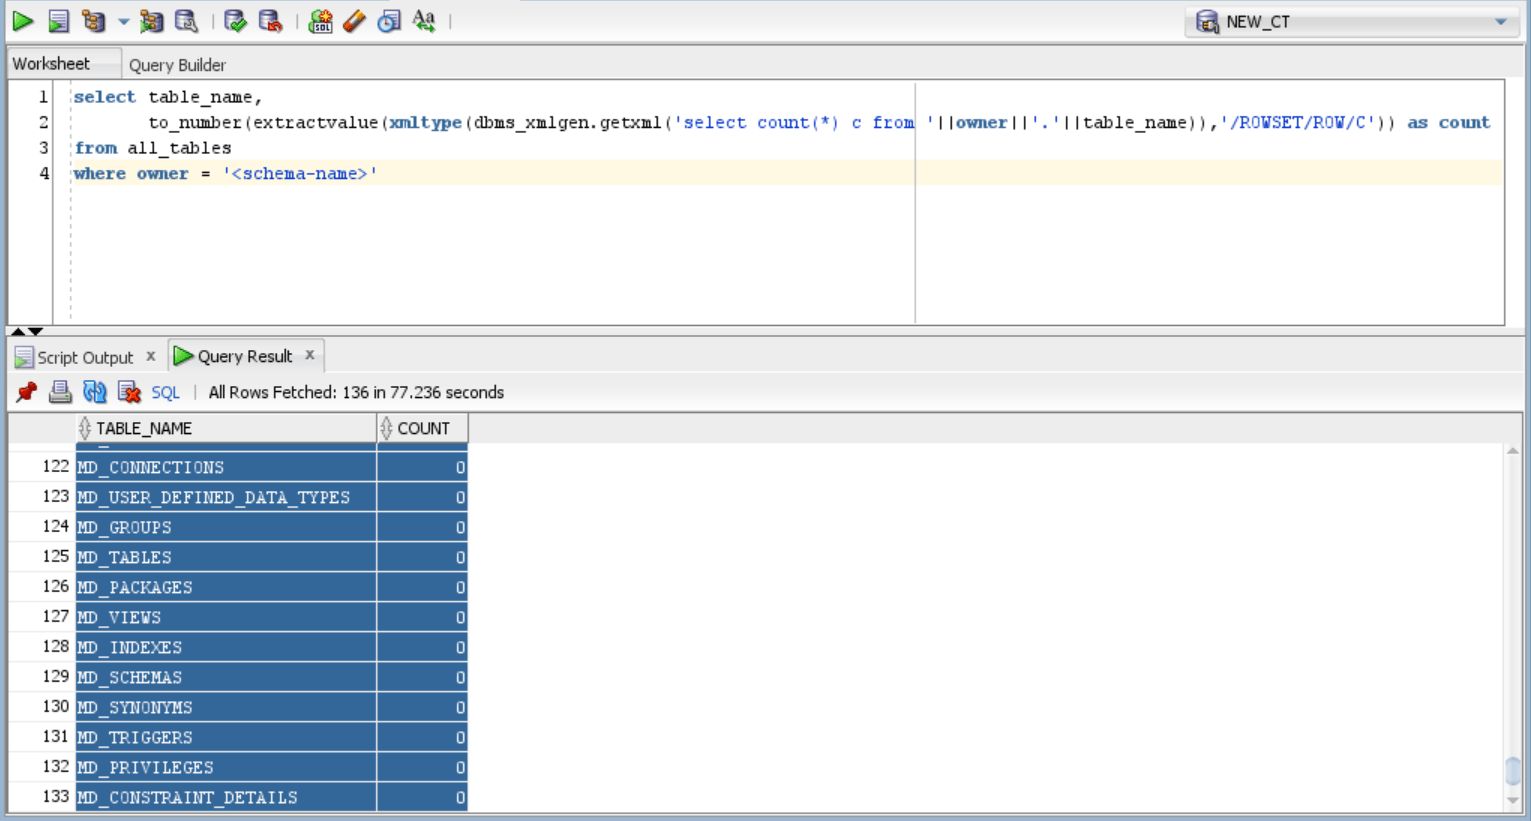 SQL Aa NEW_CT
Worksheet Query Builder
1 select table_name,
2 to_number(extractvalue(xmltype(dbms_xmlgen.getxml('select count(*) c from '||owner||'.'||table_name)),'/ROWSET/ROW/C')) as count
3 from all_tables
4 where owner = '<schema-name>'
Script Output x Query Result x
SQL All Rows Fetched: 136 in 77.236 seconds
TABLE_NAME COUNT
122 MD_CONNECTIONS 0
123 MD_USER_DEFINED_DATA_TYPES 0
124 MD_GROUPS 0
125 MD_TABLES 0
126 MD_PACKAGES 0
127 MD_VIEWS 0
128 MD_INDEXES 0
129 MD_SCHEMAS 0
130 MD_SYNONYMS 0
131 MD_TRIGGERS 0
132 MD_PRIVILEGES 0
133 MD_CONSTRAINT_DETAILS 0